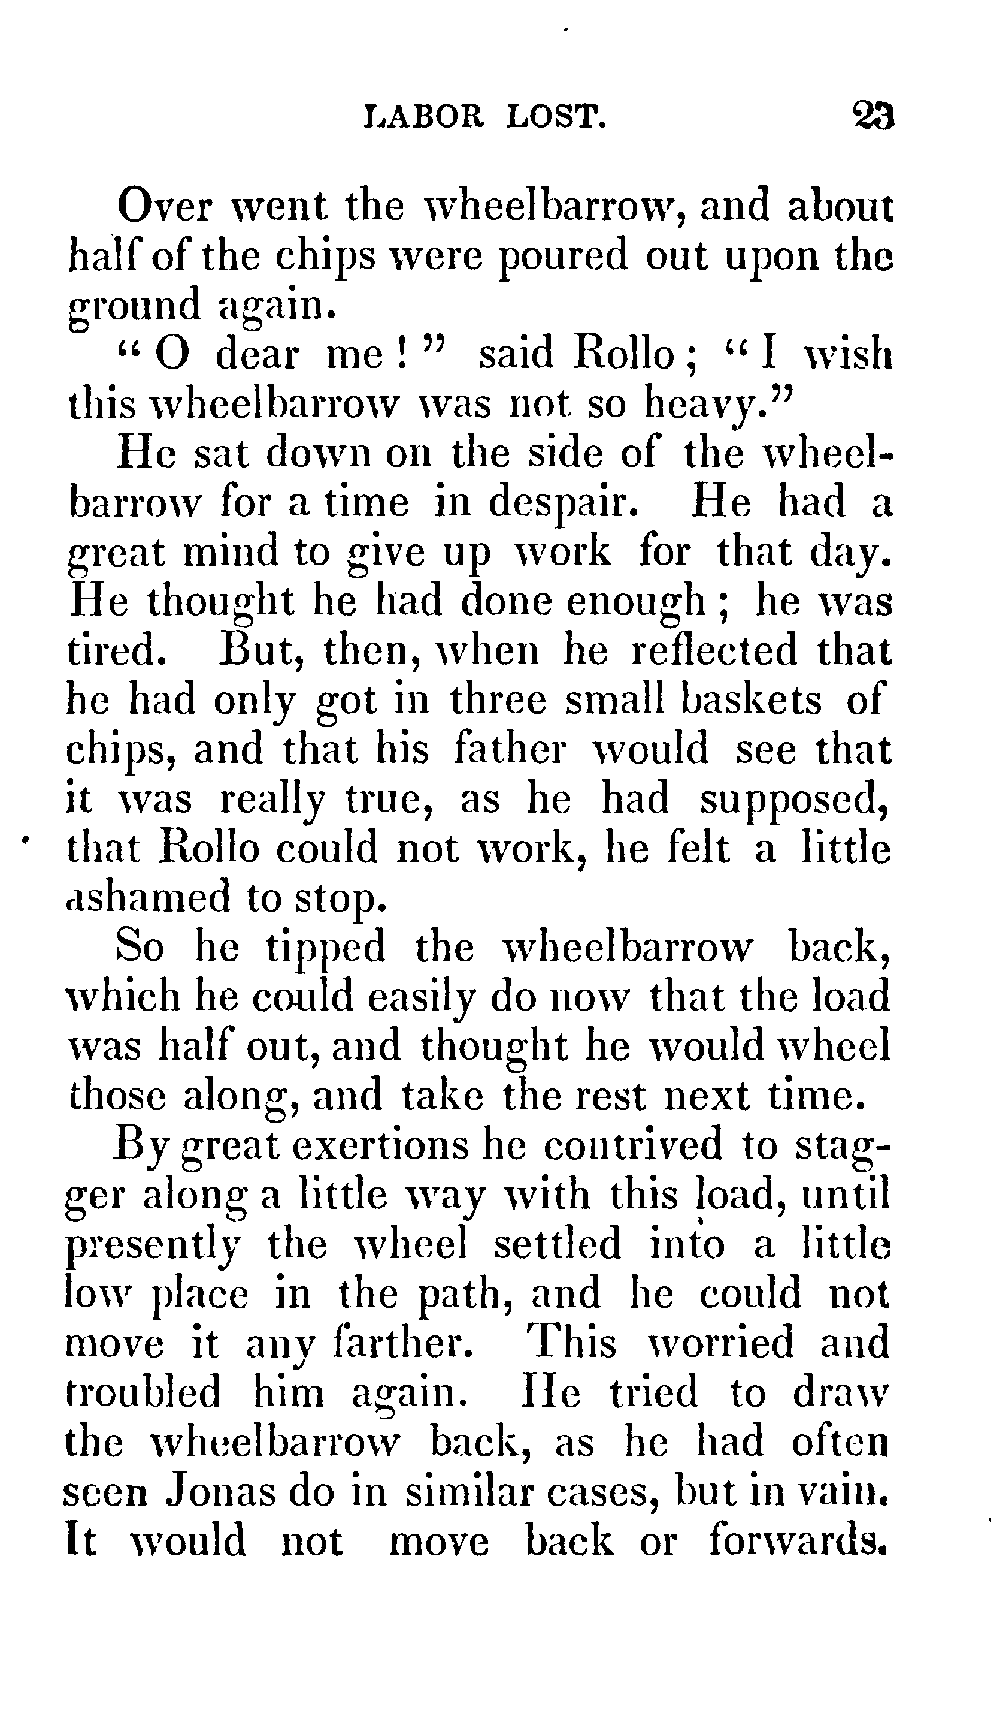 LABOR LOST. 23
Over went the wheelbarrow, and about
half of the chips were poured out upon the
ground again.
“ O dear me ! ” said Rollo ; “ I wish
this wheelbarrow was not so heavy.”
He sat down on the side of the wheel-
barrow for a time in despair. He had a
great mind to give up work for that day.
He thought he had done enough ; he was
tired. But, then, when he reflected that
he had only got in three small baskets of
chips, and that his father would see that
it was really true, as he had supposed,
that Rollo could not work, he felt a little
ashamed to stop.
So he tipped the wheelbarrow back,
which he could easily do now that the load
was half out, and thought he would wheel
those along, and take the rest next time.
By great exertions he contrived to stag-
ger along a little way with this load, until
presently the wheel settled into a little
low place in the path, and he could not
move it any farther. This worried and
troubled him again. He tried to draw
the wheelbarrow back, as he had often
seen Jonas do in similar cases, but in vain.
It would not move back or forwards.